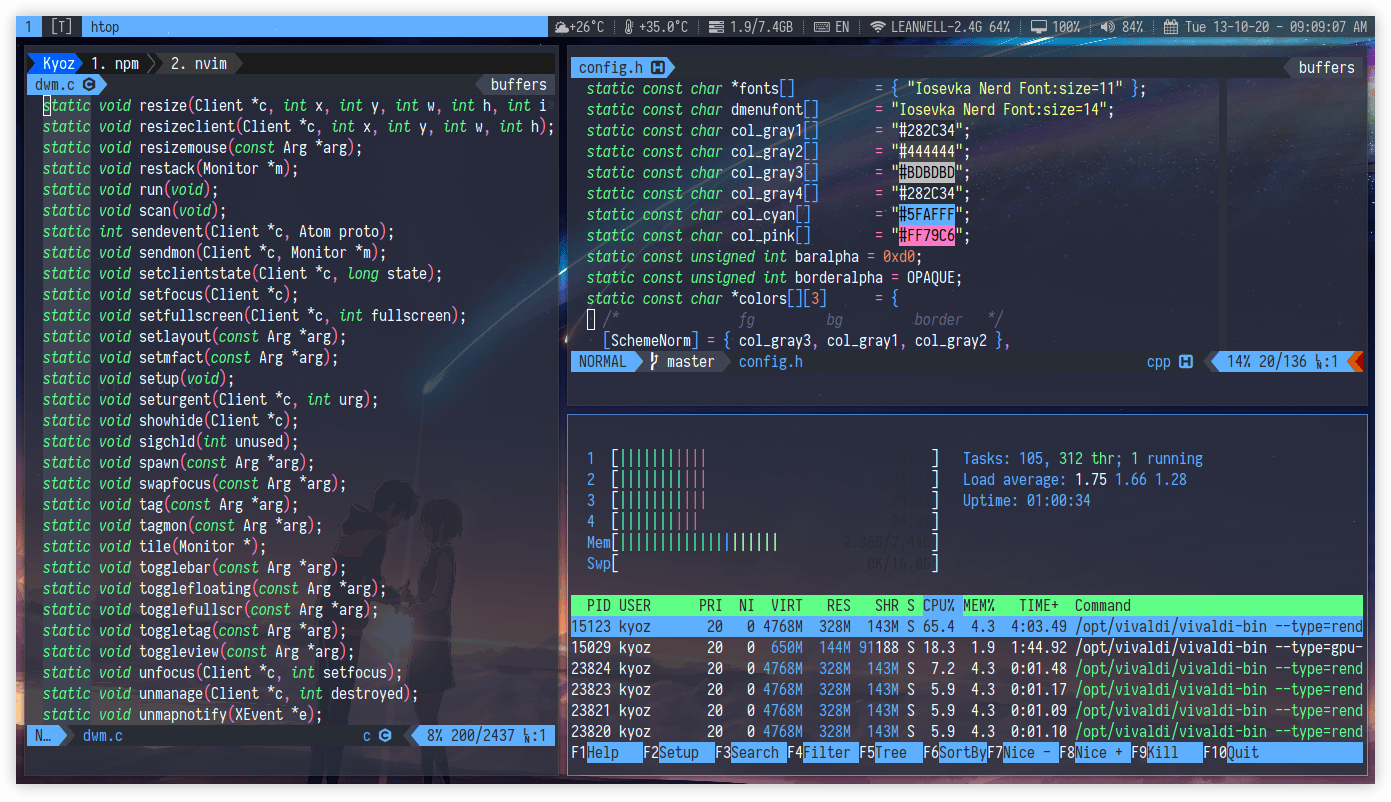 1 [T] htop +26°C +35.0°C 1.9/7.4GB EN LEANWELL-2.4G 64% 100% 84% Tue 13-10-20 - 09:09:07 AM
Kyoz 1. npm 2. nvim
dwm.c buffers
static void resize(Client *c, int x, int y, int w, int h, int i
static void resizeclient(Client *c, int x, int y, int w, int h);
static void resizemouse(const Arg *arg);
static void restack(Monitor *m);
static void run(void);
static void scan(void);
static int sendevent(Client *c, Atom proto);
static void sendmon(Client *c, Monitor *m);
static void setclientstate(Client *c, long state);
static void setfocus(Client *c);
static void setfullscreen(Client *c, int fullscreen);
static void setlayout(const Arg *arg);
static void setmfact(const Arg *arg);
static void setup(void);
static void seturgent(Client *c, int urg);
static void showhide(Client *c);
static void sigchld(int unused);
static void spawn(const Arg *arg);
static void swapfocus(const Arg *arg);
static void tag(const Arg *arg);
static void tagmon(const Arg *arg);
static void tile(Monitor *);
static void togglebar(const Arg *arg);
static void togglefloating(const Arg *arg);
static void togglefullscr(const Arg *arg);
static void toggletag(const Arg *arg);
static void toggleview(const Arg *arg);
static void unfocus(Client *c, int setfocus);
static void unmanage(Client *c, int destroyed);
static void unmapnotify(XEvent *e);
N… dwm.c c 8% 200/2437 ㏑:1
config.h buffers
static const char *fonts[] = { "Iosevka Nerd Font:size=11" };
static const char dmenufont[] = "Iosevka Nerd Font:size=14";
static const char col_gray1[] = "#282C34";
static const char col_gray2[] = "#444444";
static const char col_gray3[] = "#BDBDBD";
static const char col_gray4[] = "#282C34";
static const char col_cyan[] = "#5FAFFF";
static const char col_pink[] = "#FF79C6";
static const unsigned int baralpha = 0xd0;
static const unsigned int borderalpha = OPAQUE;
static const char *colors[][3] = {
/* fg bg border */
[SchemeNorm] = { col_gray3, col_gray1, col_gray2 },
NORMAL master config.h cpp 14% 20/136 ㏑:1
1 [||||||||||| ] Tasks: 105, 312 thr; 1 running
2 [||||||||||| ] Load average: 1.75 1.66 1.28
3 [||||||||||| ] Uptime: 01:00:34
4 [|||||||||| ]
Mem[|||||||||||||||||||| 2.36G/7.44G]
Swp[ 0K/16.0G]
PID USER PRI NI VIRT RES SHR S CPU% MEM% TIME+ Command
15123 kyoz 20 0 4768M 328M 143M S 65.4 4.3 4:03.49 /opt/vivaldi/vivaldi-bin --type=rend
15029 kyoz 20 0 650M 144M 91188 S 18.3 1.9 1:44.92 /opt/vivaldi/vivaldi-bin --type=gpu-
23824 kyoz 20 0 4768M 328M 143M S 7.2 4.3 0:01.48 /opt/vivaldi/vivaldi-bin --type=rend
23823 kyoz 20 0 4768M 328M 143M S 5.9 4.3 0:01.17 /opt/vivaldi/vivaldi-bin --type=rend
23821 kyoz 20 0 4768M 328M 143M S 5.9 4.3 0:01.09 /opt/vivaldi/vivaldi-bin --type=rend
23820 kyoz 20 0 4768M 328M 143M S 5.9 4.3 0:01.10 /opt/vivaldi/vivaldi-bin --type=rend
F1Help F2Setup F3Search F4Filter F5Tree F6SortBy F7Nice - F8Nice + F9Kill F10Quit